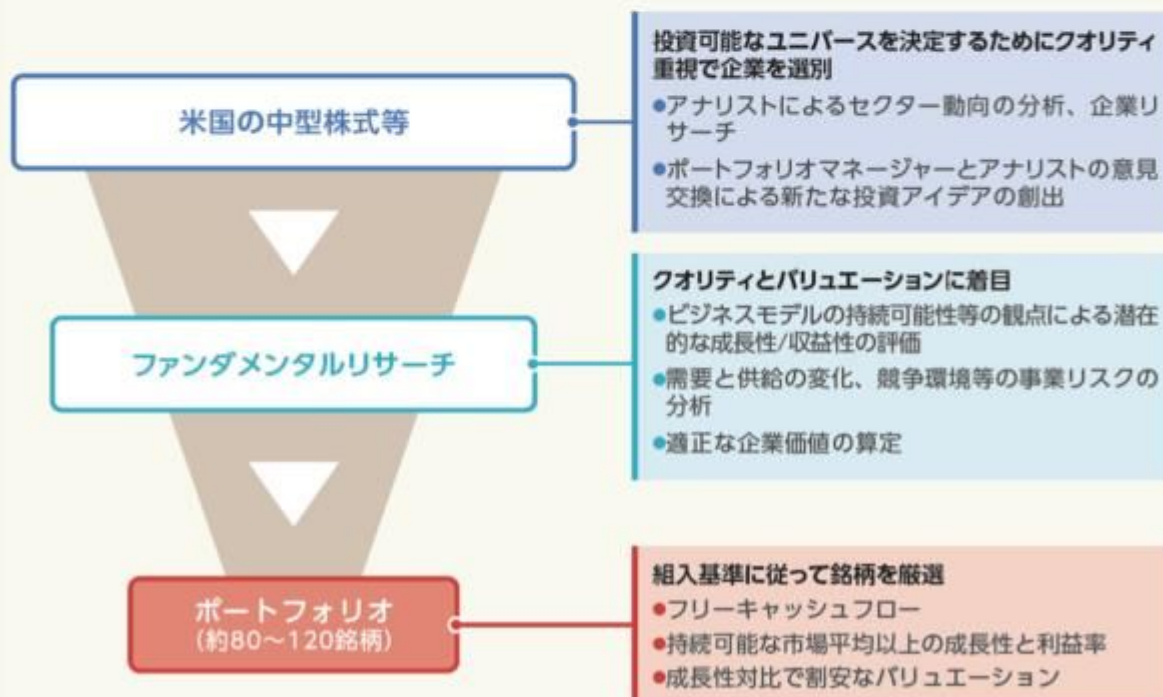 米国の中型株式等
投資可能なユニバースを決定するためにクオリティ
重視で企業を選別
●アナリストによるセクター動向の分析、企業リ
サーチ
●ポートフォリオマネージャーとアナリストの意見
交換による新たな投資アイデアの創出
ファンダメンタルリサーチ
クオリティとバリュエーションに着目
●ビジネスモデルの持続可能性等の観点による潜在
的な成長性/収益性の評価
●需要と供給の変化、競争環境等の事業リスクの
分析
●適正な企業価値の算定
ポートフォリオ
(約80～120銘柄)
組入基準に従って銘柄を厳選
●フリーキャッシュフロー
●持続可能な市場平均以上の成長性と利益率
●成長性対比で割安なバリュエーション